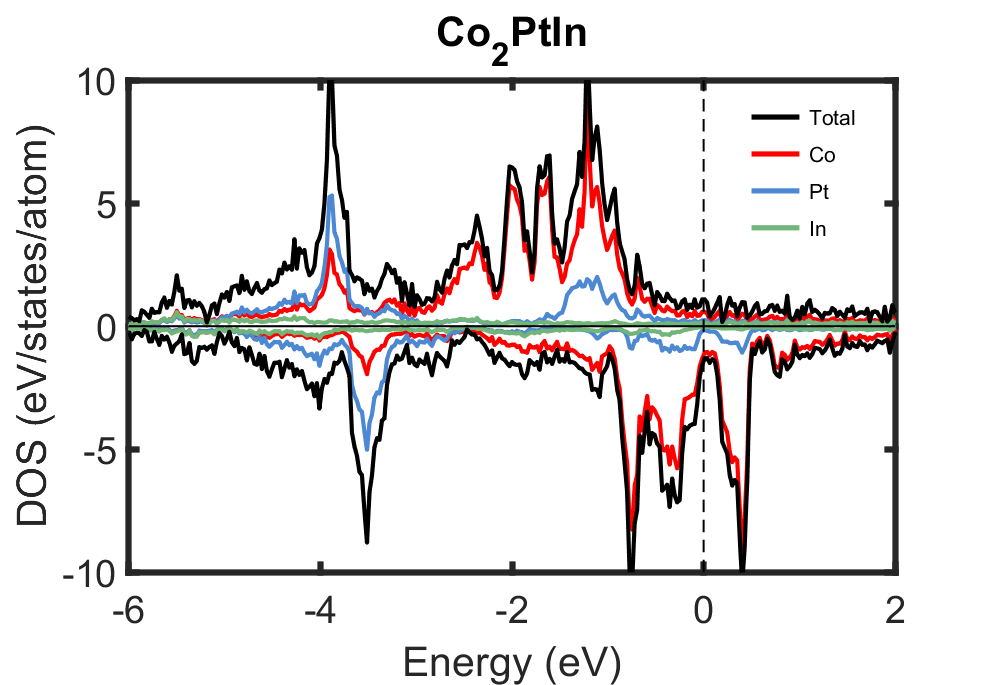 Co2PtIn
10
5
0
-5
-10
DOS (eV/states/atom)
Total
Co
Pt
In
-6 -4 -2 0 2
Energy (eV)